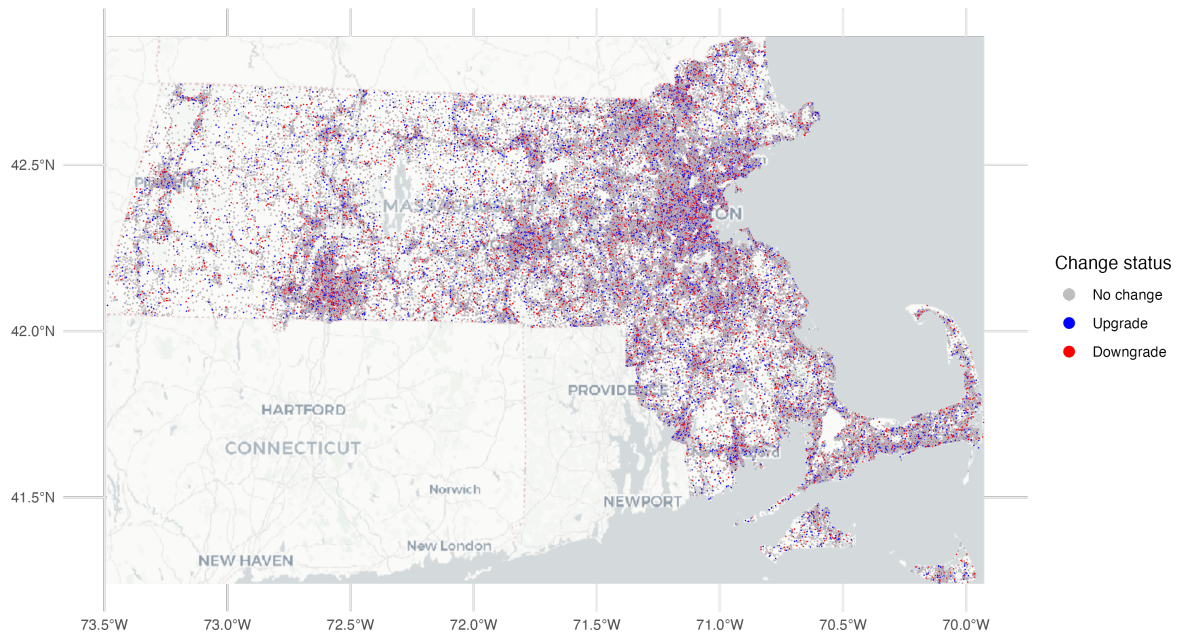 ON
42.5°N
42.0°N
41.5°N
PROVIDENCE
HARTFORD
CONNECTICUT
Norwich
NEWPORT
New London
NEW HAVEN
73.5°W
73.0°W
72.5°W
72.0°W
71.5°W
71.0°W
70.5°W
70.0°W
Change status
No change
Upgrade
Downgrade